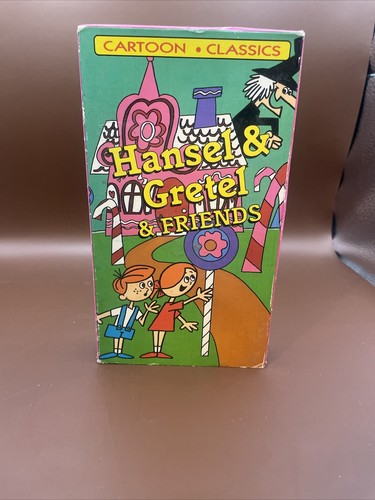 CARTOON • CLASSICS
Hansel &
Gretel
& FRIENDS